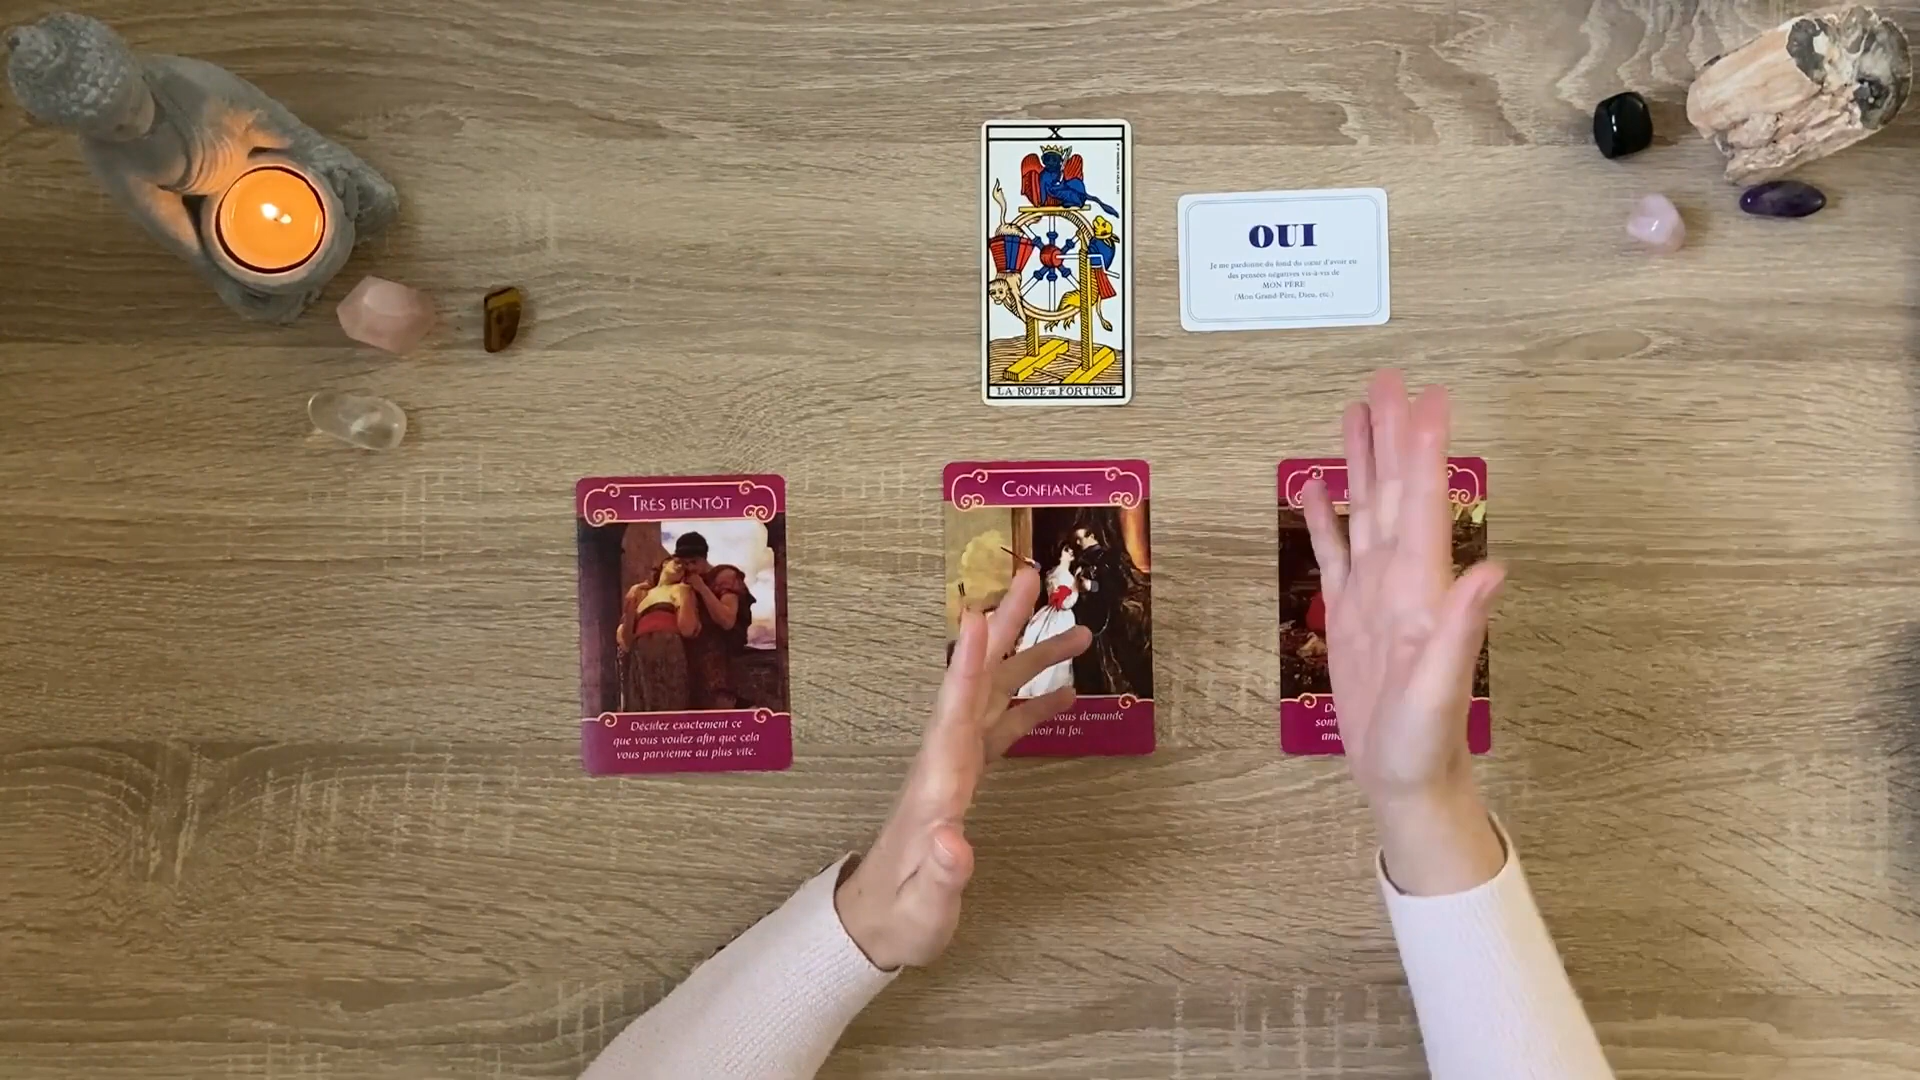 X
LA·ROUE DE FORTUNE
OUI
Je me pardonne du fond du cœur d'avoir eu
des pensées négatives vis-à-vis de
MON PÈRE
(Mon Grand-Père, Dieu, etc.)
TRÈS BIENTÔT
Décidez exactement ce
que vous voulez afin que cela
vous parvienne au plus vite.
CONFIANCE
vous demande
avoir la foi.
sont